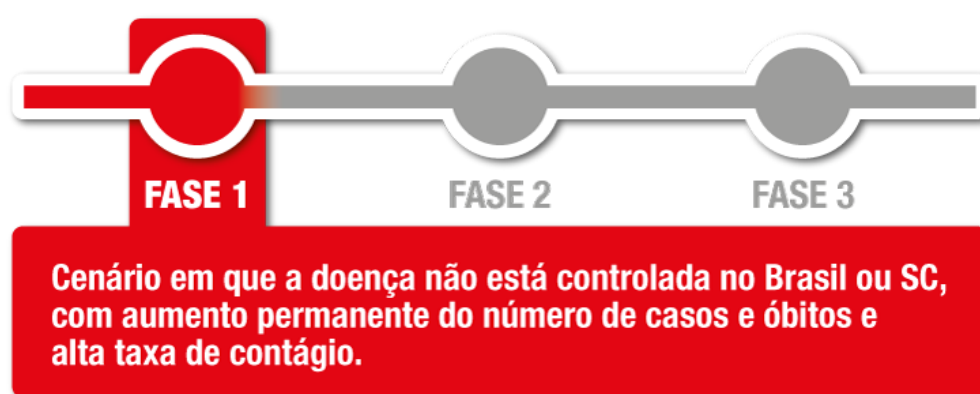 FASE 1
FASE 2
FASE 3
Cenário em que a doença não está controlada no Brasil ou SC,
com aumento permanente do número de casos e óbitos e
alta taxa de contágio.